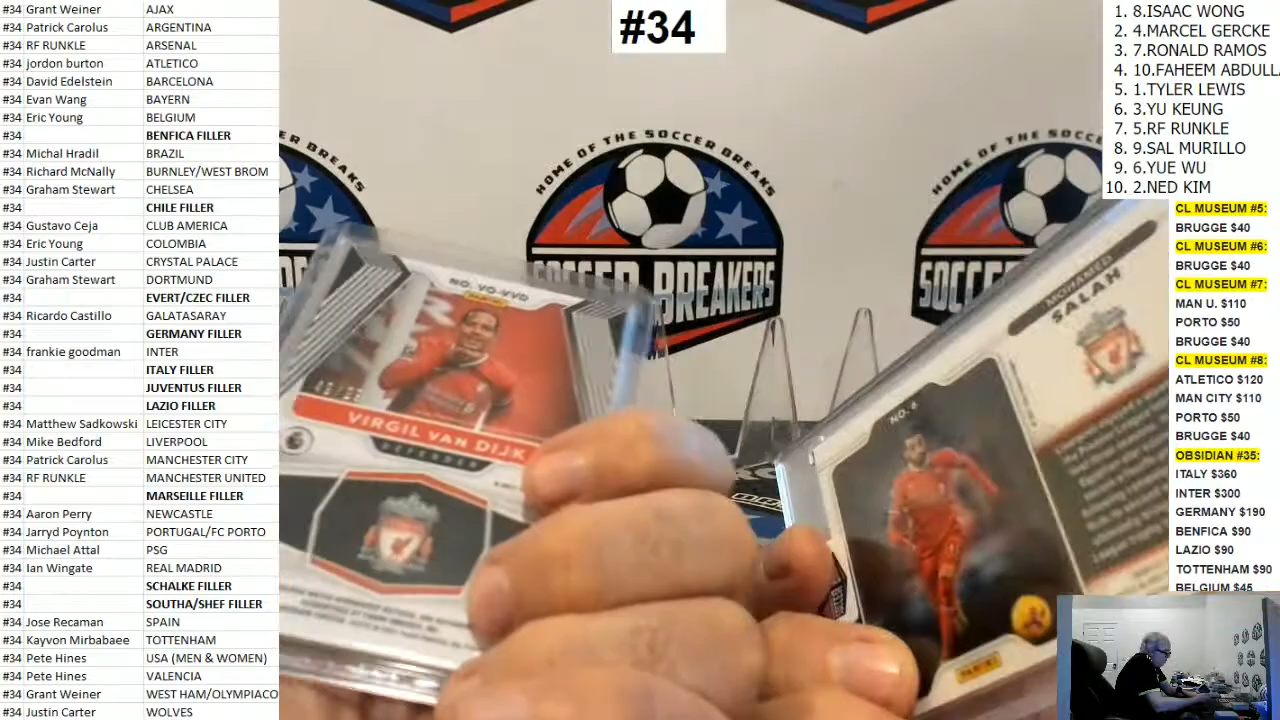 #34 Grant Weiner AJAX
#34 Patrick Carolus ARGENTINA
#34 RF RUNKLE ARSENAL
#34 jordon burton ATLETICO
#34 David Edelstein BARCELONA
#34 Evan Wang BAYERN
#34 Eric Young BELGIUM
#34 BENFICA FILLER
#34 Michal Hradil BRAZIL
#34 Richard McNally BURNLEY/WEST BROM
#34 Graham Stewart CHELSEA
#34 CHILE FILLER
#34 Gustavo Ceja CLUB AMERICA
#34 Eric Young COLOMBIA
#34 Justin Carter CRYSTAL PALACE
#34 Graham Stewart DORTMUND
#34 EVERT/CZEC FILLER
#34 Ricardo Castillo GALATASARAY
#34 GERMANY FILLER
#34 frankie goodman INTER
#34 ITALY FILLER
#34 JUVENTUS FILLER
#34 LAZIO FILLER
#34 Matthew Sadkowski LEICESTER CITY
#34 Mike Bedford LIVERPOOL
#34 Patrick Carolus MANCHESTER CITY
#34 RF RUNKLE MANCHESTER UNITED
#34 MARSEILLE FILLER
#34 Aaron Perry NEWCASTLE
#34 Jarryd Poynton PORTUGAL/FC PORTO
#34 Michael Attal PSG
#34 Ian Wingate REAL MADRID
#34 SCHALKE FILLER
#34 SOUTHA/SHEF FILLER
#34 Jose Recaman SPAIN
#34 Kayvon Mirbabaee TOTTENHAM
#34 Pete Hines USA (MEN & WOMEN)
#34 Pete Hines VALENCIA
#34 Grant Weiner WEST HAM/OLYMPIACO
#34 Justin Carter WOLVES
#34
HOME OF THE SOCCER BREAKS
SOCCER BREAKERS
NO. VO-VVD
VIRGIL VAN DIJK
DEFENDER
MOHAMED
SALAH
NO. 6
PANINI
1. 8.ISAAC WONG
2. 4.MARCEL GERCKE
3. 7.RONALD RAMOS
4. 10.FAHEEM ABDULL
5. 1.TYLER LEWIS
6. 3.YU KEUNG
7. 5.RF RUNKLE
8. 9.SAL MURILLO
9. 6.YUE WU
10. 2.NED KIM
CL MUSEUM #5:
BRUGGE $40
CL MUSEUM #6:
BRUGGE $40
CL MUSEUM #7:
MAN U. $110
PORTO $50
BRUGGE $40
CL MUSEUM #8:
ATLETICO $120
MAN CITY $110
PORTO $50
BRUGGE $40
OBSIDIAN #35:
ITALY $360
INTER $300
GERMANY $190
BENFICA $90
LAZIO $90
TOTTENHAM $90
BELGIUM $45